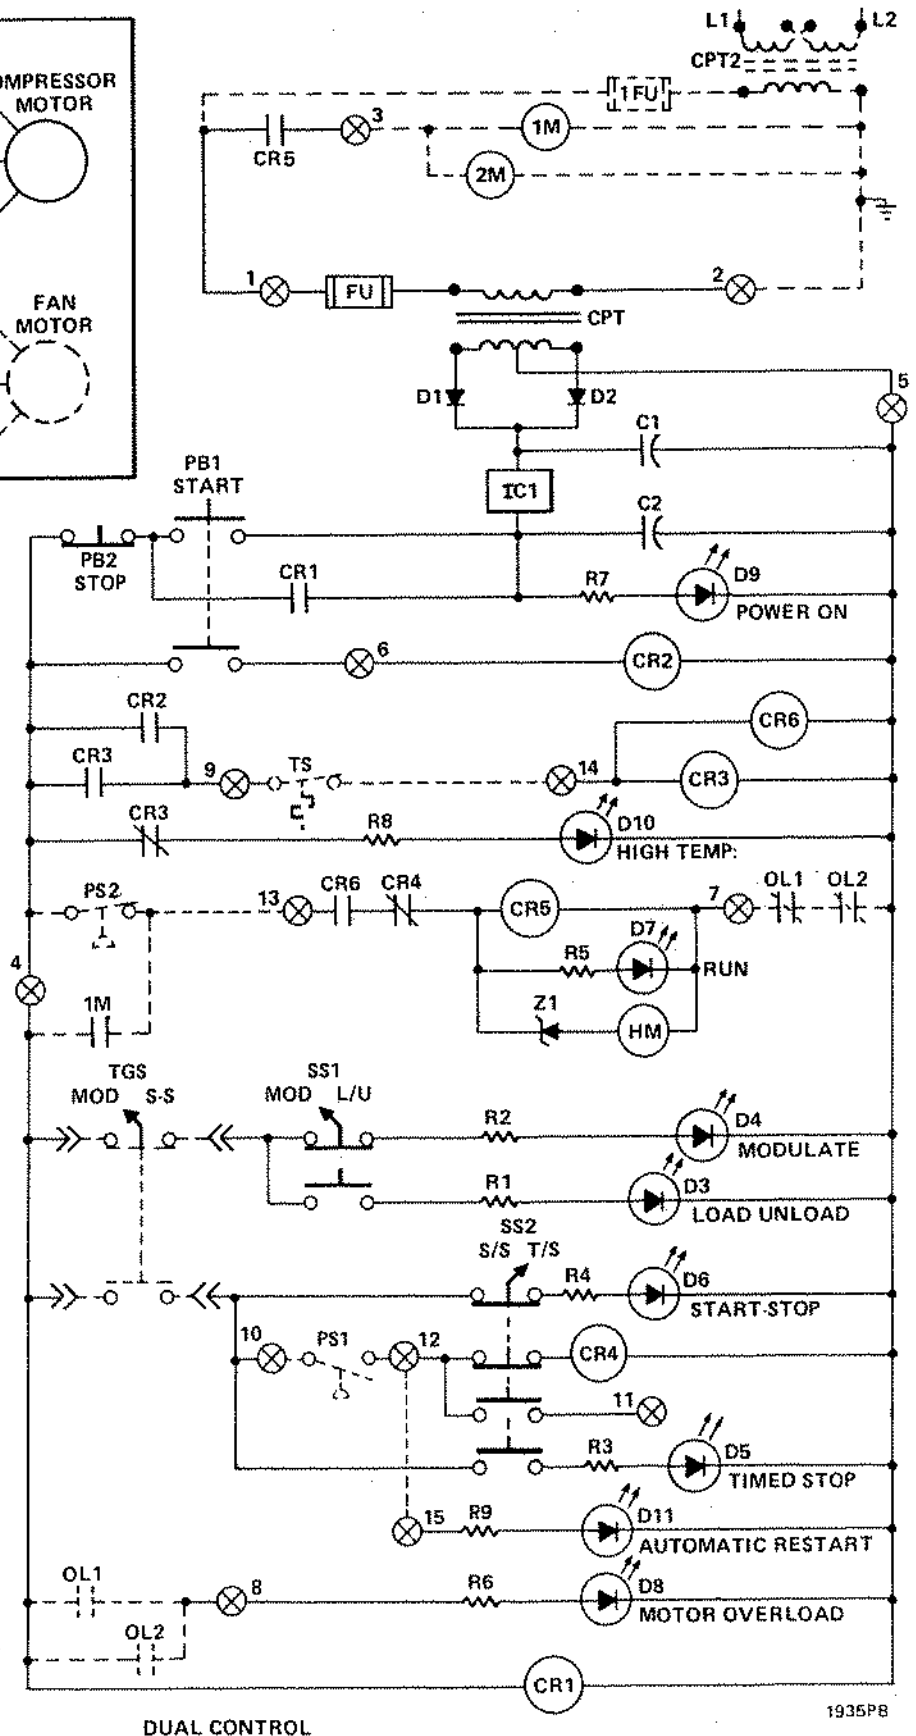 L1 L2
COMPRESSOR
MOTOR
CPT2
1FU
3
1M
CR5
2M
FAN
MOTOR
1 FU 2
CPT
D1 D2
5
C1
PB1
START
IC1
C2
PB2
STOP
CR1
R7 D9
POWER ON
6 CR2
CR2 CR6
CR3 9 TS 14 CR3
CR3 R8 D10
HIGH TEMP:
PS2 13 CR6 CR4 CR5 7 OL1 OL2
D7
R5 RUN
4
1M Z1 HM
TGS SS1
MOD S-S MOD L/U
R2 D4
MODULATE
R1 D3
LOAD UNLOAD
SS2
S/S T/S
R4 D6
START-STOP
10 PS1 12 CR4
11
R3 D5
TIMED STOP
15 R9 D11
AUTOMATIC RESTART
OL1 8 R6 D8
MOTOR OVERLOAD
OL2
CR1
1935PB
DUAL CONTROL